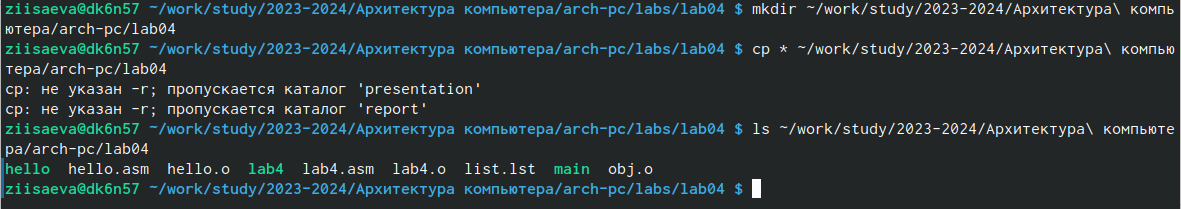 ziisaeva@dk6n57 ~/work/study/2023-2024/Архитектура компьютера/arch-pc/labs/lab04 $ mkdir ~/work/study/2023-2024/Архитектура\ компь
ютера/arch-pc/lab04
ziisaeva@dk6n57 ~/work/study/2023-2024/Архитектура компьютера/arch-pc/labs/lab04 $ cp * ~/work/study/2023-2024/Архитектура\ компью
тера/arch-pc/lab04
cp: не указан -r; пропускается каталог 'presentation'
cp: не указан -r; пропускается каталог 'report'
ziisaeva@dk6n57 ~/work/study/2023-2024/Архитектура компьютера/arch-pc/labs/lab04 $ ls ~/work/study/2023-2024/Архитектура\ компьюте
ра/arch-pc/lab04
hello  hello.asm  hello.o  lab4  lab4.asm  lab4.o  list.lst  main  obj.o
ziisaeva@dk6n57 ~/work/study/2023-2024/Архитектура компьютера/arch-pc/labs/lab04 $